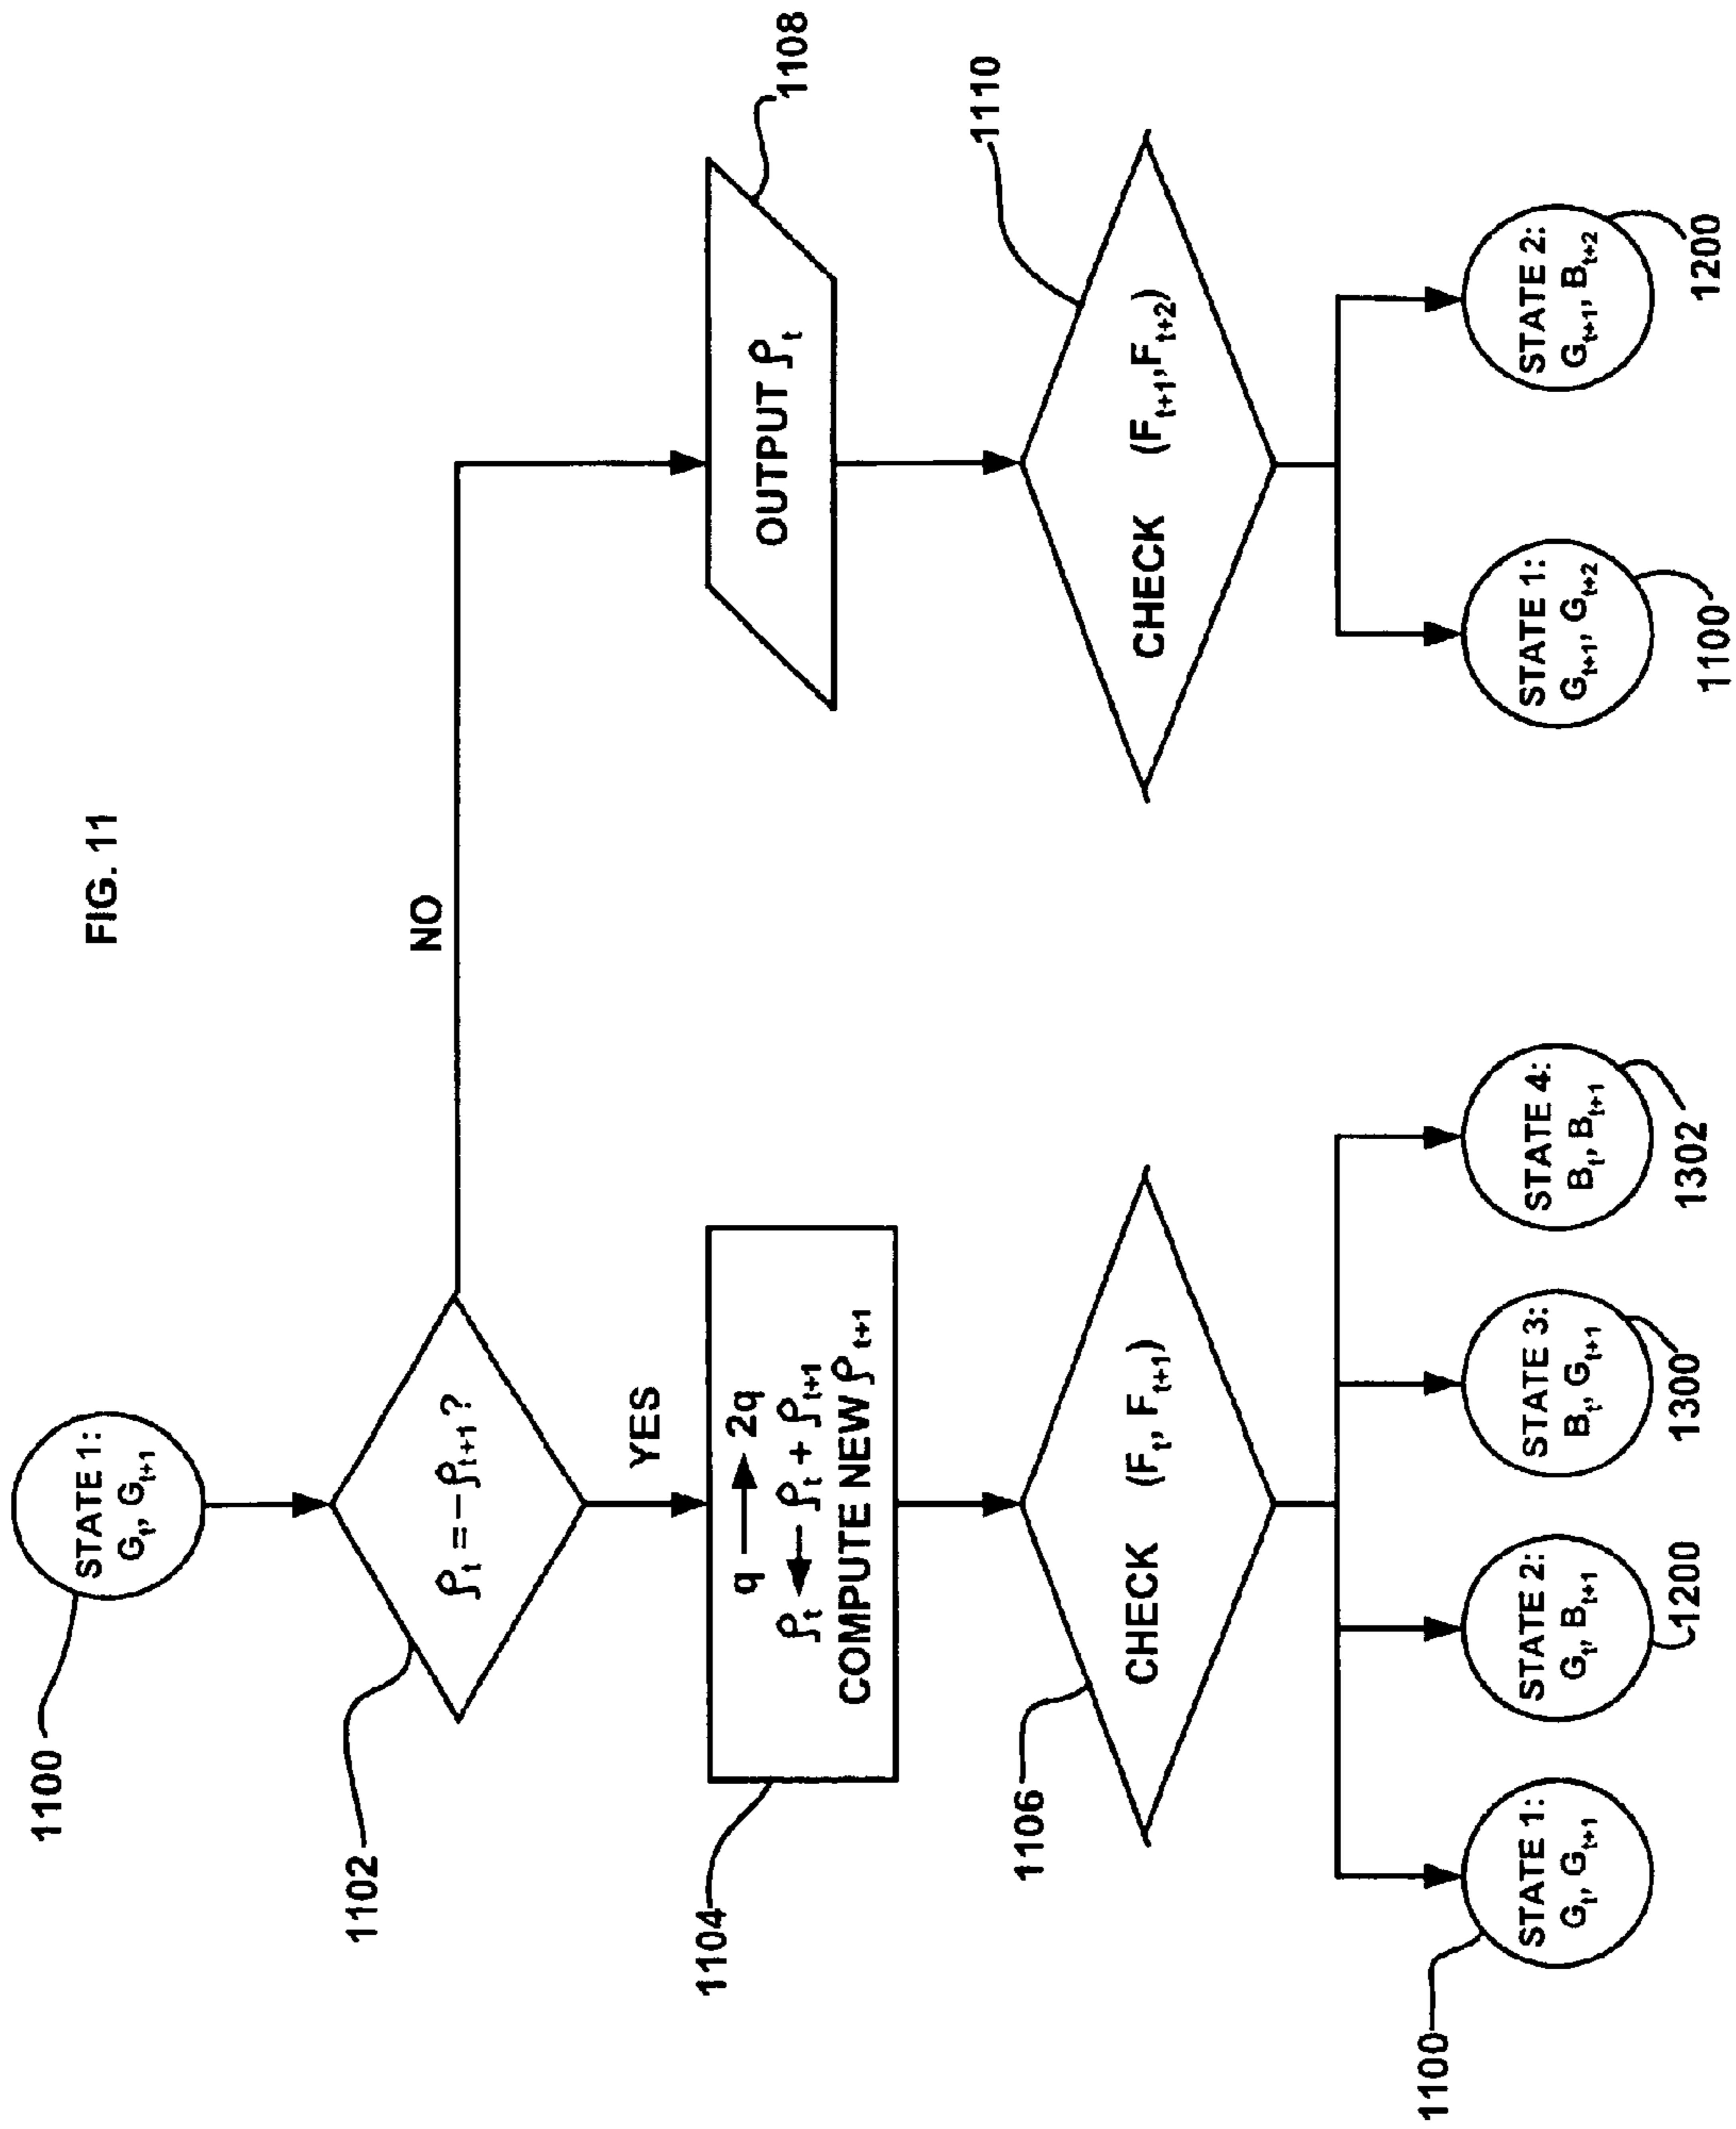 FIG. 11
1100
STATE 1:
Gt, Gt+1
1102
ρt = − ρt+1 ?
NO
YES
1104
q → 2q
ρt ← ρt + ρt+1
COMPUTE NEW ρt+1
1108
OUTPUT ρt
1106
CHECK (Ft, Ft+1)
1110
CHECK (Ft+1, Ft+2)
1100
STATE 1:
Gt, Gt+1
STATE 2:
Gt, Bt+1
1200
STATE 3:
Bt, Gt+1
1300
STATE 4:
Bt, Bt+1
1302
STATE 1:
Gt+1, Gt+2
1100
STATE 2:
Gt+1, Bt+2
1200